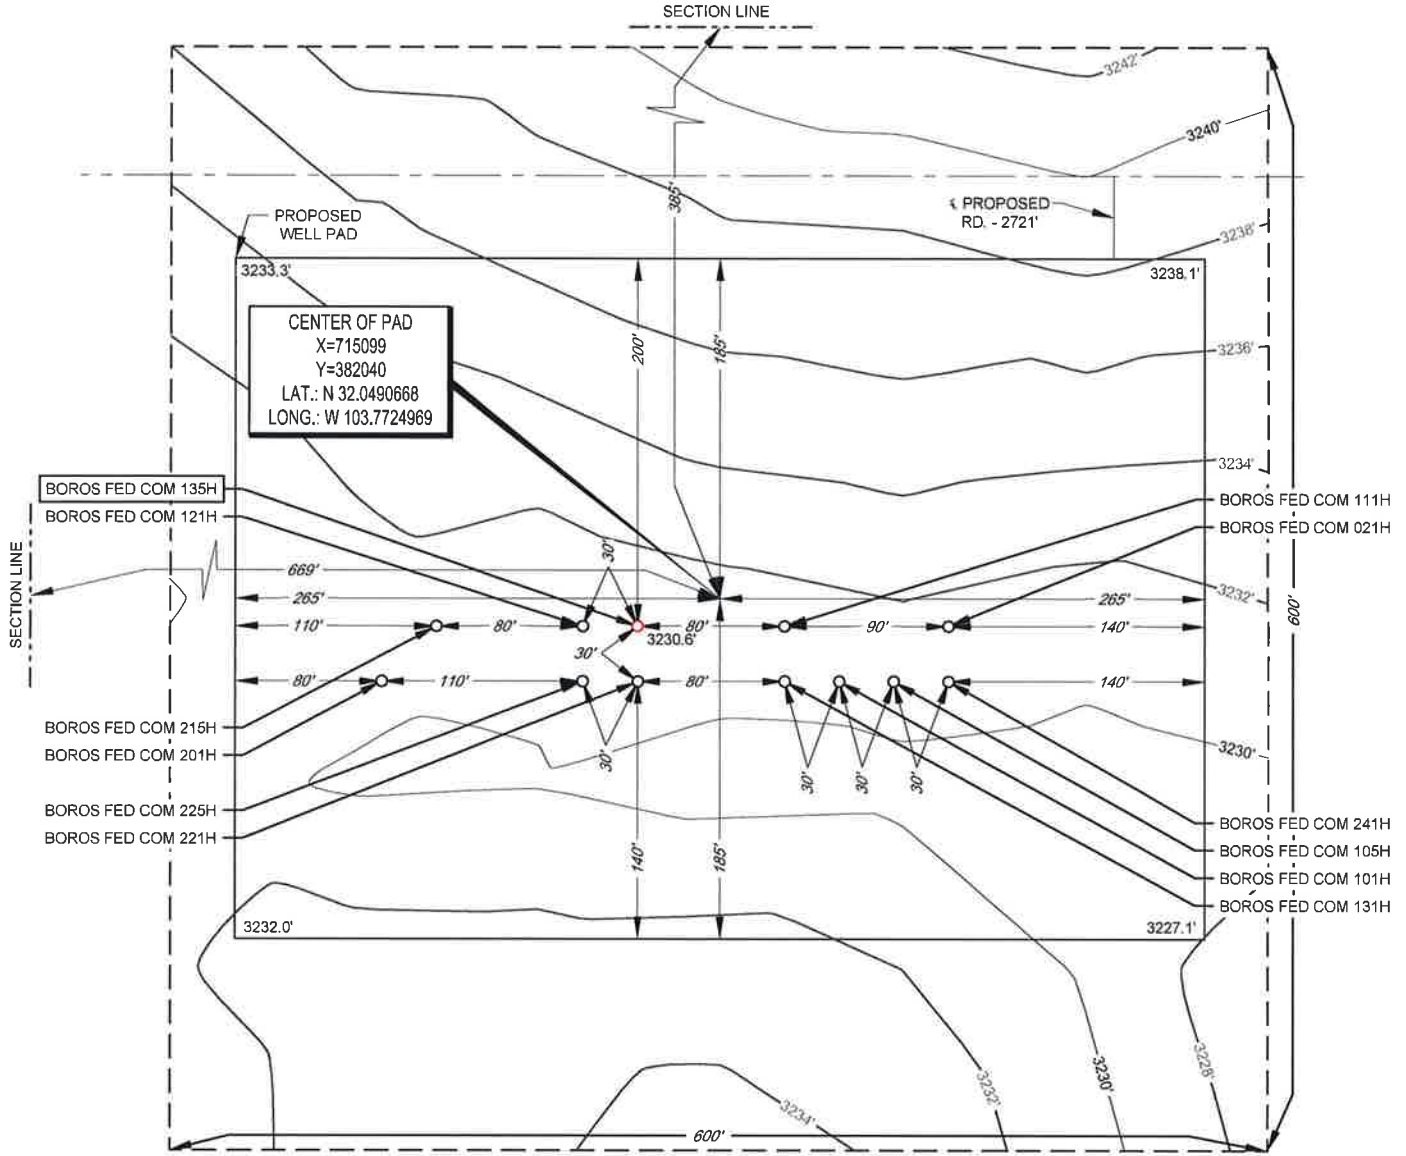 SECTION LINE
3242'
3240'
385'
PROPOSED
WELL PAD
℄ PROPOSED
RD. - 2721'
3238'
3233.3'
3238.1'
CENTER OF PAD
X=715099
Y=382040
LAT.: N 32.0490668
LONG.: W 103.7724969
200'
185'
3236'
3234'
BOROS FED COM 135H
BOROS FED COM 121H
BOROS FED COM 111H
BOROS FED COM 021H
SECTION LINE
30'
669'
3232'
265'
265'
600'
110'
80'
80'
90'
140'
3230.6'
30'
80'
110'
80'
140'
BOROS FED COM 215H
BOROS FED COM 201H
30'
30'
30'
30'
3230'
BOROS FED COM 225H
BOROS FED COM 221H
BOROS FED COM 241H
BOROS FED COM 105H
BOROS FED COM 101H
BOROS FED COM 131H
140'
185'
3232.0'
3227.1'
3234'
3232'
3230'
3228'
600'